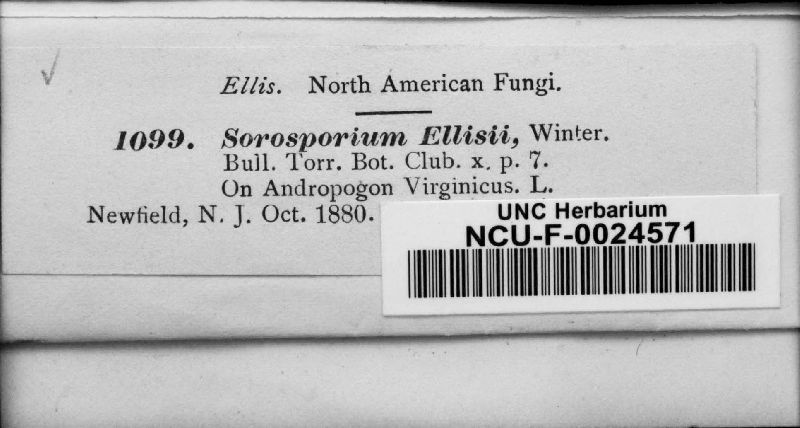 Ellis. North American Fungi.
1099. Sorosporium Ellisii, Winter.
Bull. Torr. Bot. Club. x. p. 7.
On Andropogon Virginicus. L.
Newfield, N. J. Oct. 1880.
UNC Herbarium
NCU-F-0024571